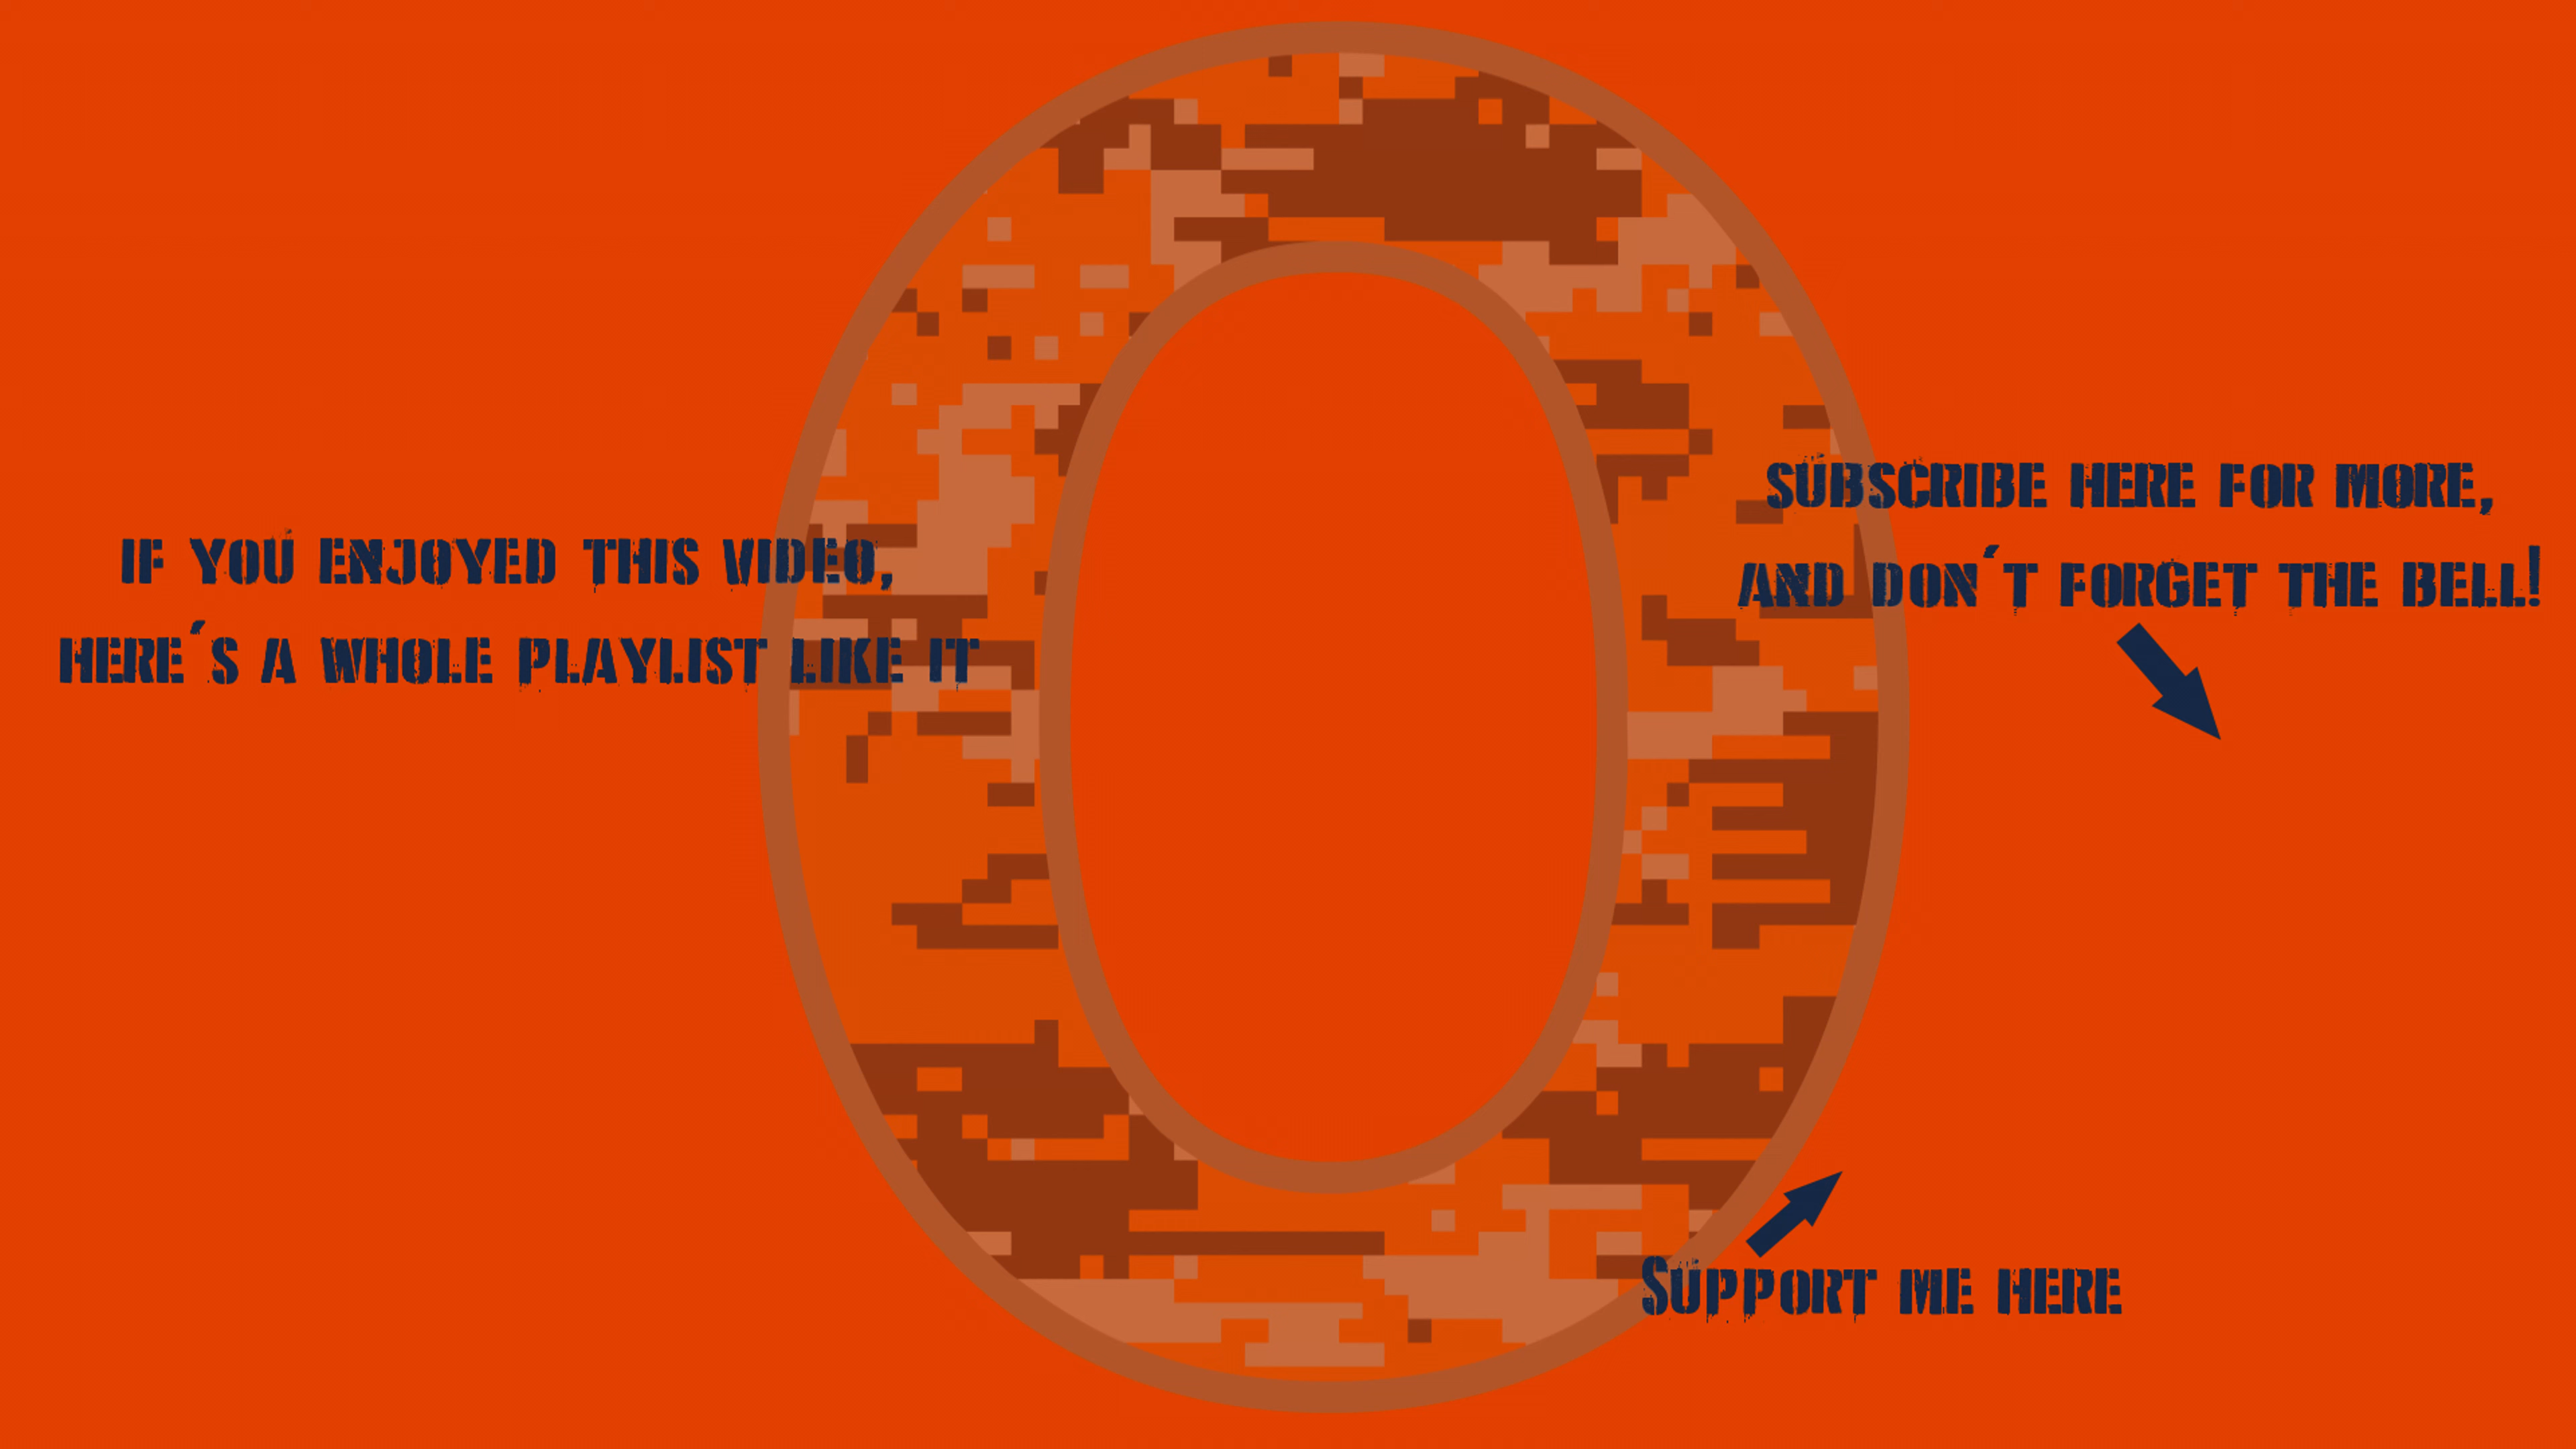 IF YOU ENJOYED THIS VIDEO,
HERE´S A WHOLE PLAYLIST LIKE IT
SUBSCRIBE HERE FOR MORE,
AND DON´T FORGET THE BELL!
SUPPORT ME HERE
O